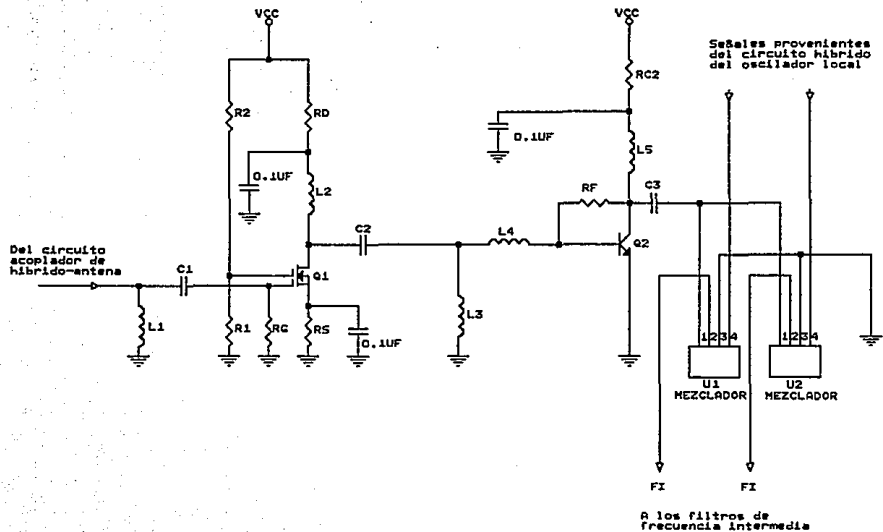 VCC
VCC
Señales provenientes
del circuito hibrido
del oscilador local
RC2
R2
RD
0.1UF
0.1UF
L5
L2
C3
RF
C2
L4
Q2
Del circuito
acoplador de
hibrido-antena
C1
Q1
L1
R1
RG
RS
0.1UF
L3
1234
1234
U1
MEZCLADOR
U2
MEZCLADOR
FI
FI
A los filtros de
frecuencia intermedia